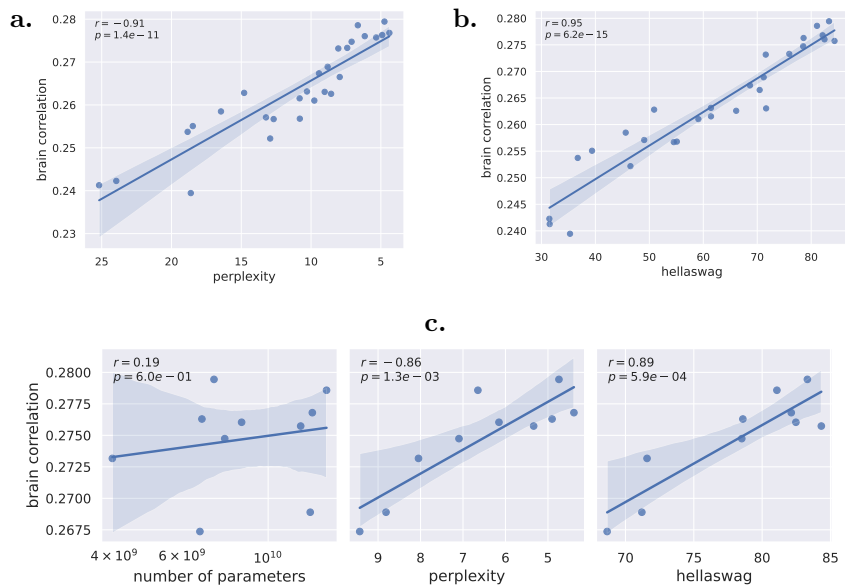 a.
r = −0.91
p = 1.4e−11
0.28
0.27
0.26
0.25
0.24
0.23
brain correlation
25 20 15 10 5
perplexity
b.
r = 0.95
p = 6.2e−15
0.280
0.275
0.270
0.265
0.260
0.255
0.250
0.245
0.240
brain correlation
30 40 50 60 70 80
hellaswag
c.
r = 0.19
p = 6.0e−01
0.2800
0.2775
0.2750
0.2725
0.2700
0.2675
brain correlation
4 × 10⁹ 6 × 10⁹ 10¹⁰
number of parameters
r = −0.86
p = 1.3e−03
9 8 7 6 5
perplexity
r = 0.89
p = 5.9e−04
70 75 80 85
hellaswag